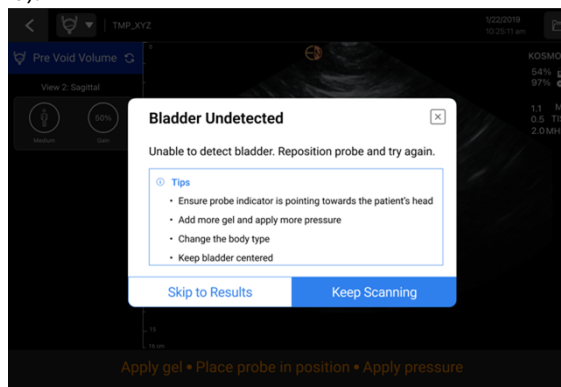 TMP_XYZ
1/22/2019
10:25:11 am
Pre Void Volume
KOSMO
54%
97%
View 2: Sagittal
50%
Medium
Gain
1.1 M
0.5 TI
2.0 MH
Bladder Undetected
Unable to detect bladder. Reposition probe and try again.
Tips
• Ensure probe indicator is pointing towards the patient's head
• Add more gel and apply more pressure
• Change the body type
• Keep bladder centered
Skip to Results
Keep Scanning
15
Apply gel • Place probe in position • Apply pressure